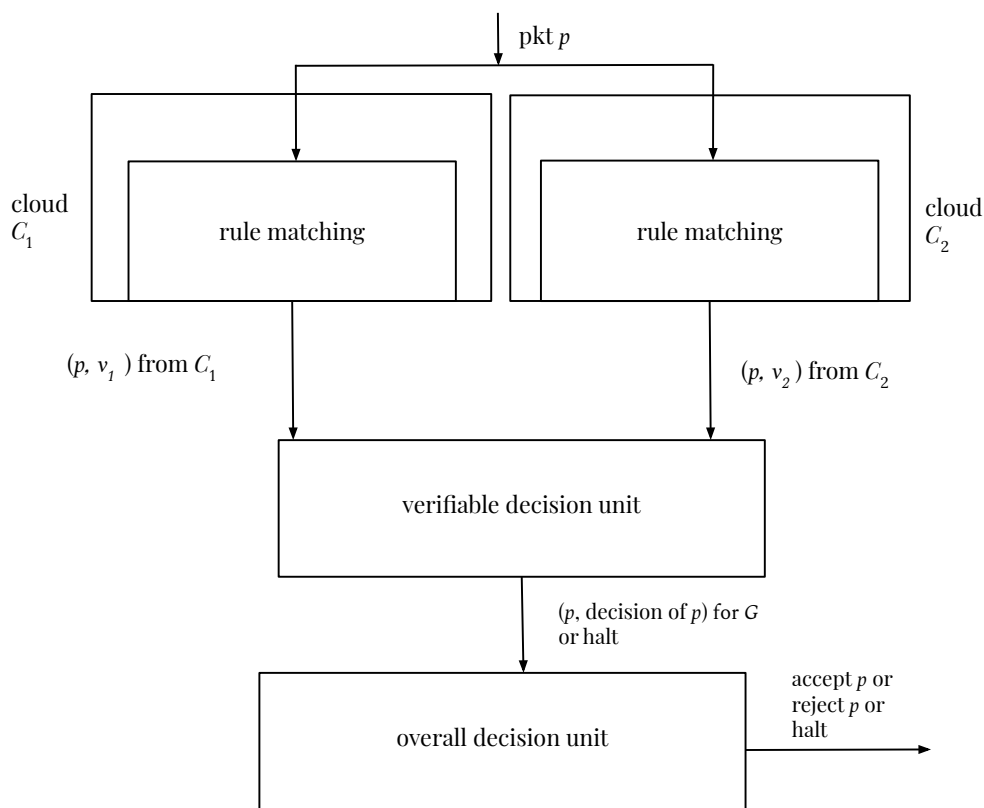 pkt p
cloud
C₁
rule matching
rule matching
cloud
C₂
(p, v₁ ) from C₁
(p, v₂ ) from C₂
verifiable decision unit
(p, decision of p) for G
or halt
accept p or
reject p or
halt
overall decision unit